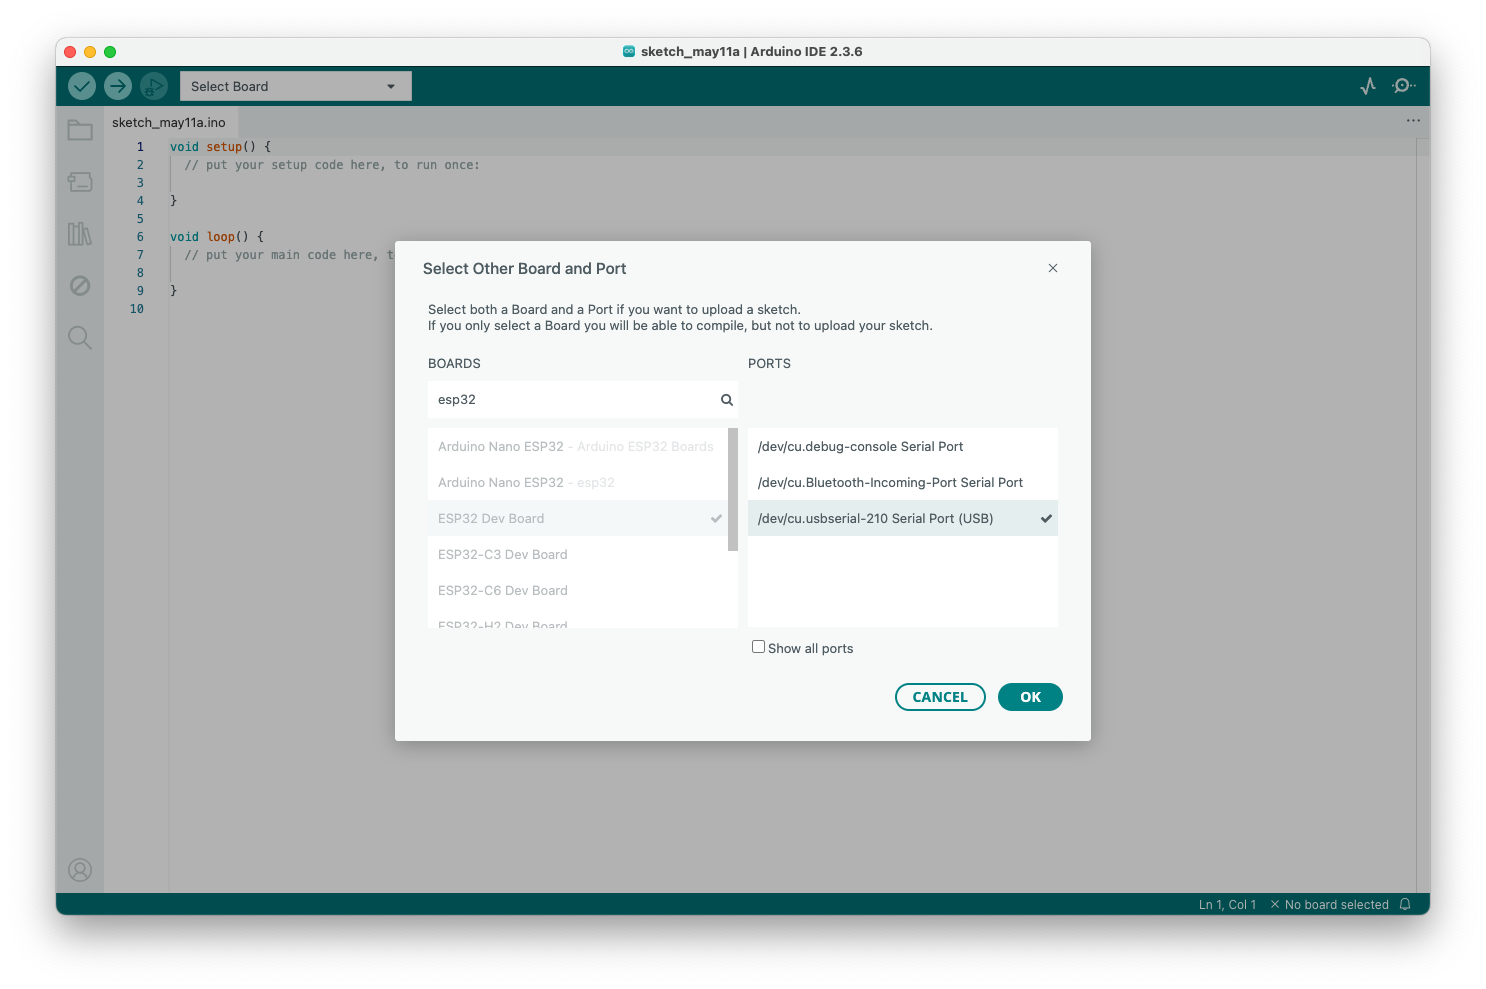 sketch_may11a | Arduino IDE 2.3.6
Select Board
sketch_may11a.ino
1 void setup() {
2 // put your setup code here, to run once:
3
4 }
5
6 void loop() {
7 // put your main code here, t
8
9 }
10
Select Other Board and Port
Select both a Board and a Port if you want to upload a sketch.
If you only select a Board you will be able to compile, but not to upload your sketch.
BOARDS
esp32
Arduino Nano ESP32 - Arduino ESP32 Boards
Arduino Nano ESP32 - esp32
ESP32 Dev Board
ESP32-C3 Dev Board
ESP32-C6 Dev Board
ESP32-H2 Dev Board
PORTS
/dev/cu.debug-console Serial Port
/dev/cu.Bluetooth-Incoming-Port Serial Port
/dev/cu.usbserial-210 Serial Port (USB)
Show all ports
CANCEL
OK
Ln 1, Col 1
No board selected